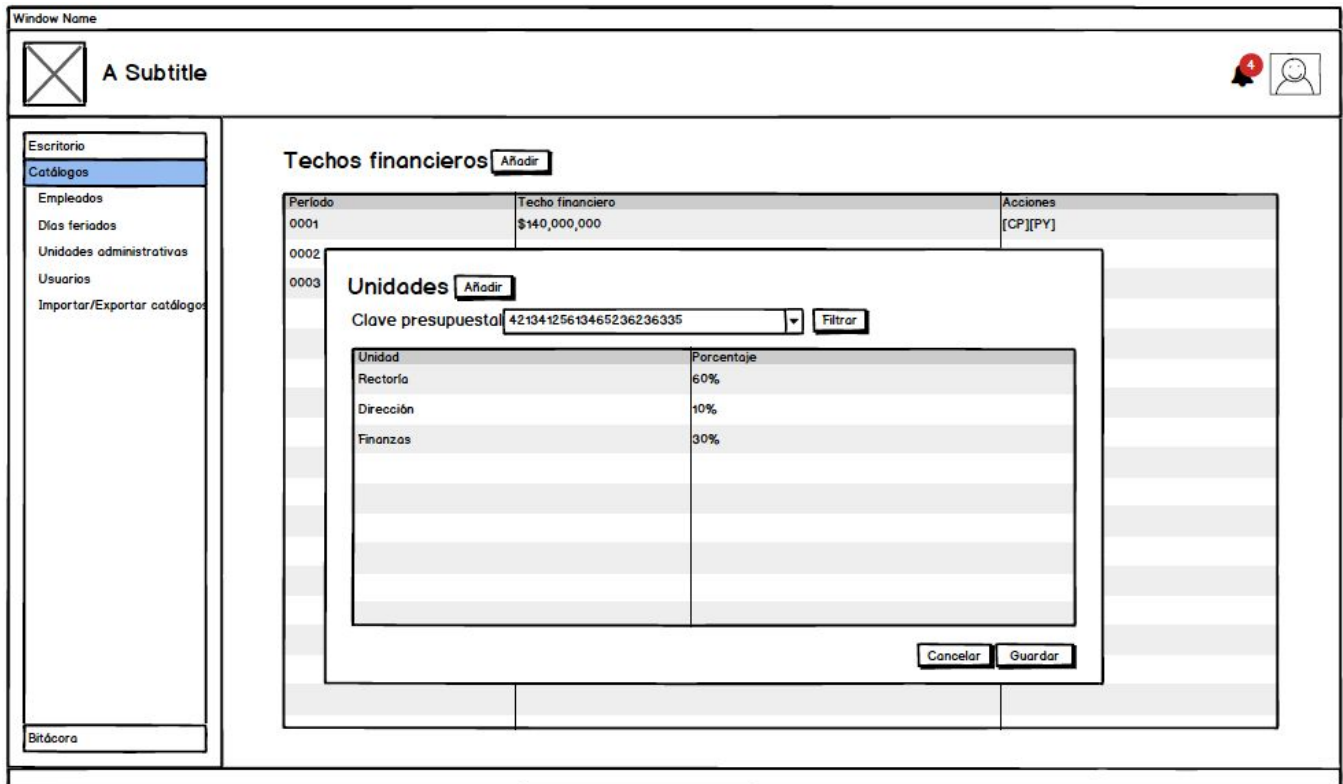 Window Name
A Subtitle
4
Escritorio
Catálogos
Empleados
Días feriados
Unidades administrativas
Usuarios
Importar/Exportar catálogos
Bitácora
Techos financieros Añadir
Período Techo financiero Acciones
0001 $140,000,000 [CP][PY]
0002
0003
Unidades Añadir
Clave presupuestal 42134125613465236236335 Filtrar
Unidad Porcentaje
Rectoría 60%
Dirección 10%
Finanzas 30%
Cancelar Guardar